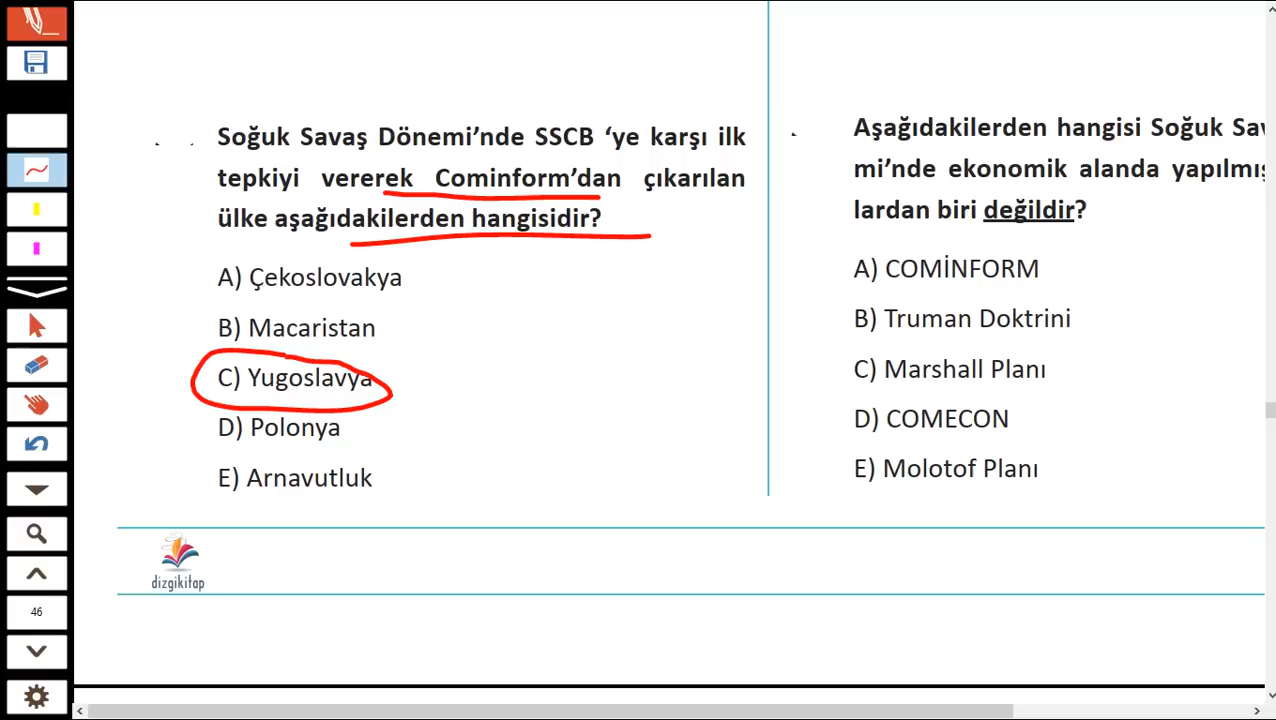 Soğuk Savaş Dönemi’nde SSCB ‘ye karşı ilk
tepkiyi vererek Cominform’dan çıkarılan
ülke aşağıdakilerden hangisidir?
A) Çekoslovakya
B) Macaristan
C) Yugoslavya
D) Polonya
E) Arnavutluk
Aşağıdakilerden hangisi Soğuk Sav
mi’nde ekonomik alanda yapılmış
lardan biri değildir?
A) COMİNFORM
B) Truman Doktrini
C) Marshall Planı
D) COMECON
E) Molotof Planı
dizgikitap
46